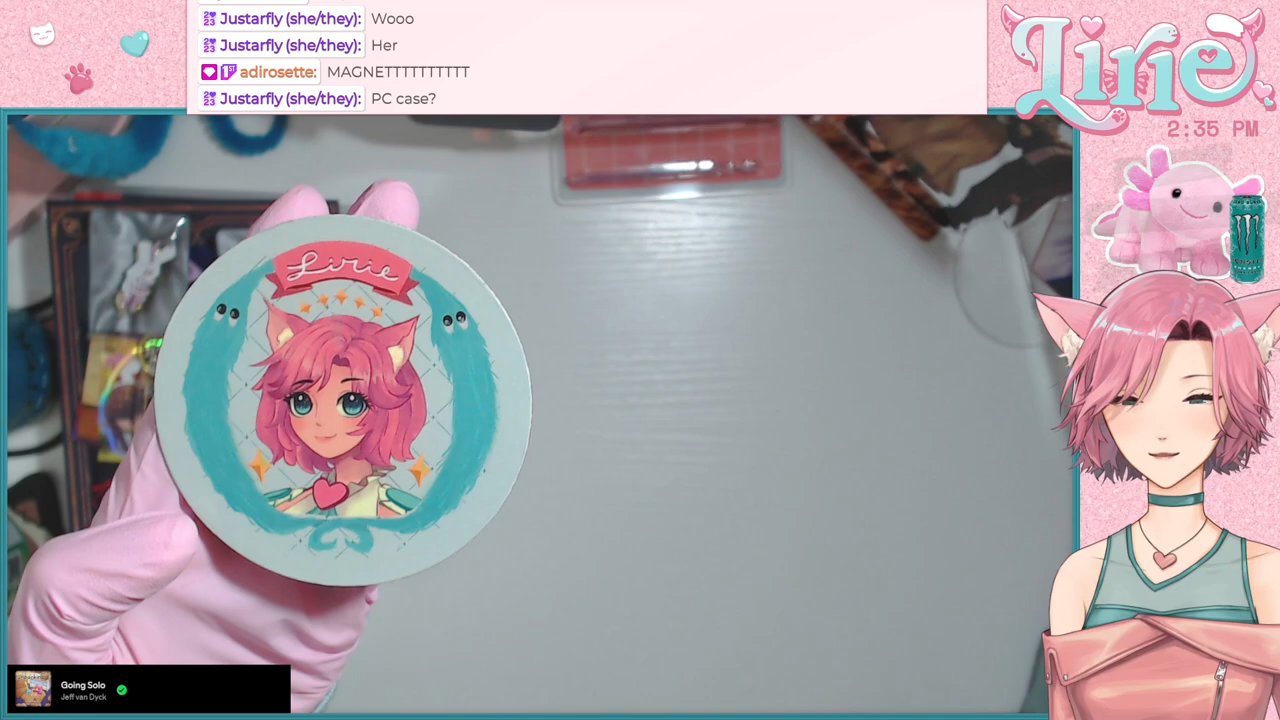 Justarfly (she/they): Wooo
Justarfly (she/they): Her
adirosette: MAGNETTTTTTTTTT
Justarfly (she/they): PC case?
Lirie
2:35 PM
Lirie
Going Solo
Jeff van Dyck